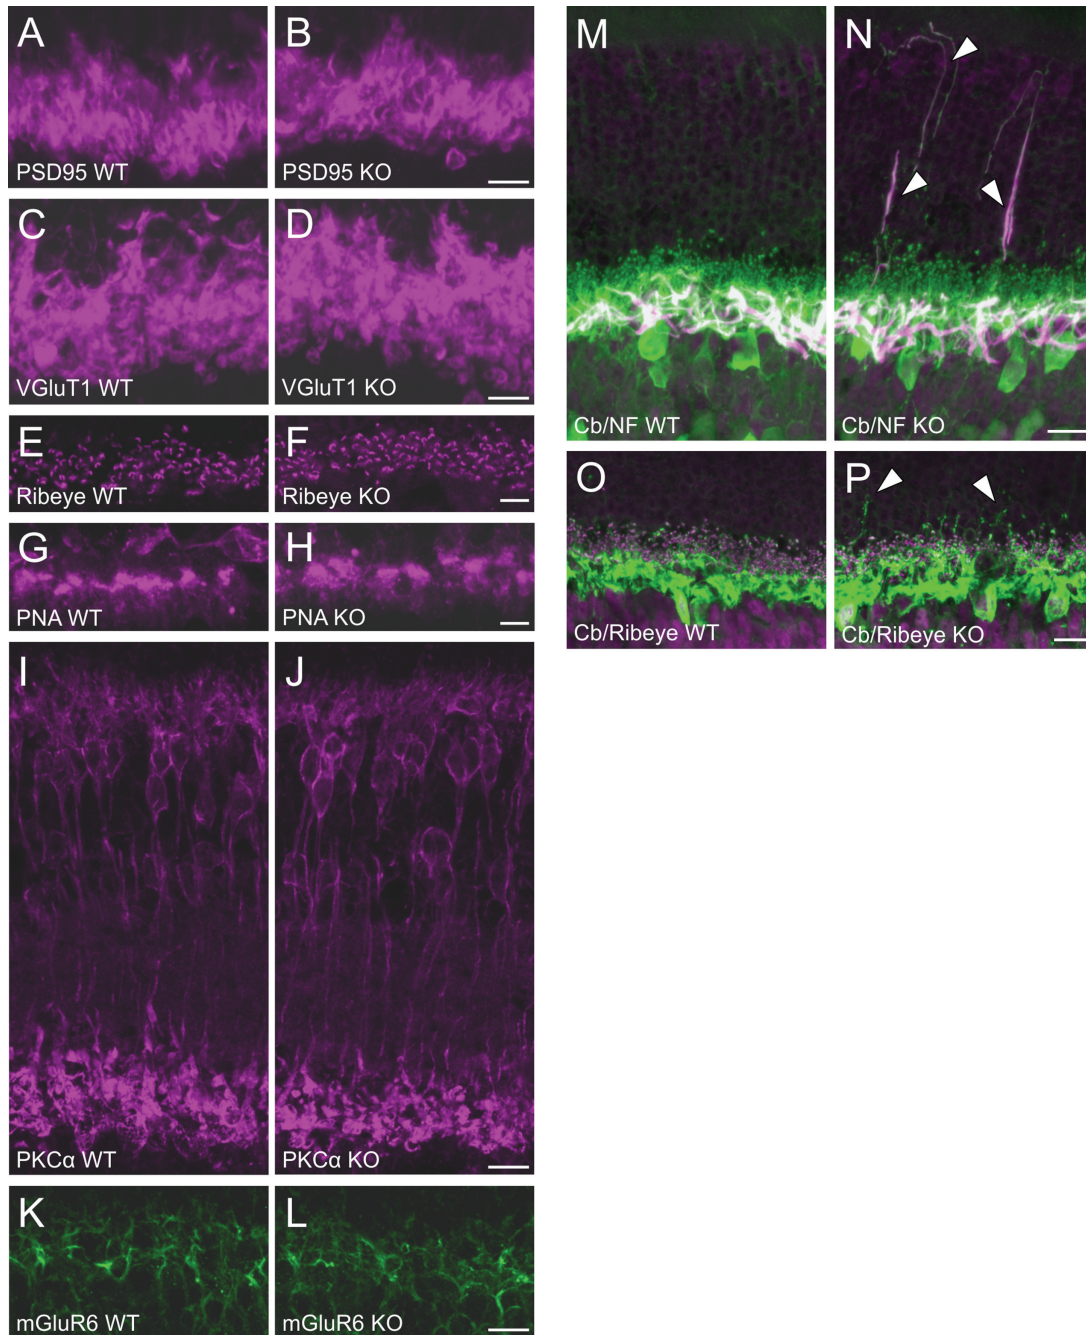 A
PSD95 WT
B
PSD95 KO
C
VGluT1 WT
D
VGluT1 KO
E
Ribeye WT
F
Ribeye KO
G
PNA WT
H
PNA KO
I
PKCα WT
J
PKCα KO
K
mGluR6 WT
L
mGluR6 KO
M
Cb/NF WT
N
Cb/NF KO
O
Cb/Ribeye WT
P
Cb/Ribeye KO